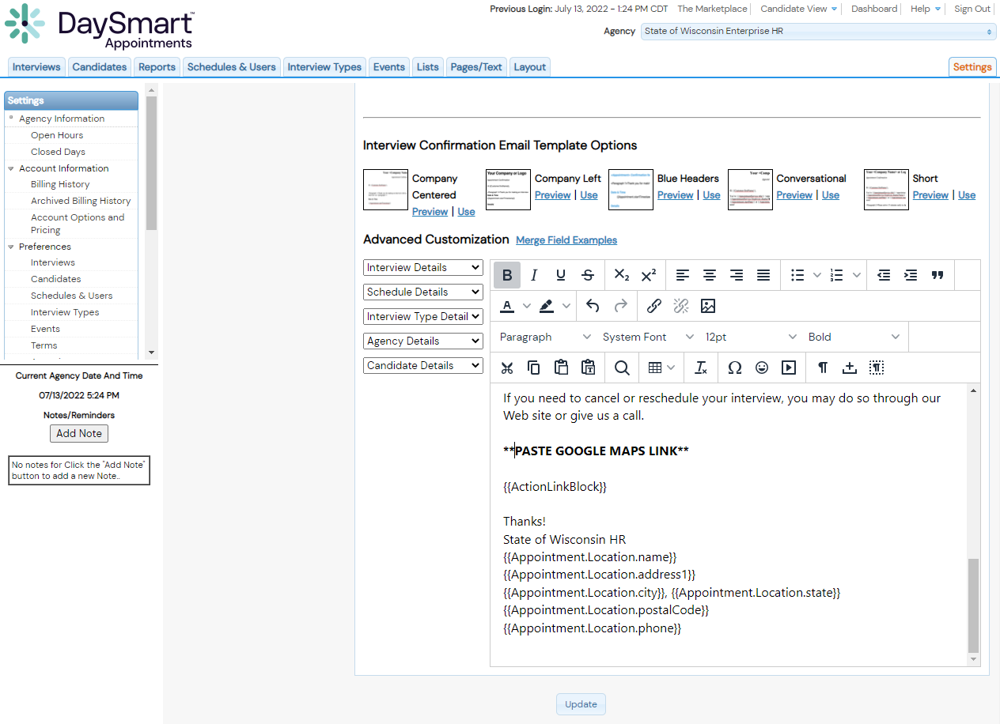 DaySmart™
Appointments
Previous Login: July 13, 2022 - 1:24 PM CDT The Marketplace Candidate View Dashboard Help Sign Out
Agency State of Wisconsin Enterprise HR
Interviews Candidates Reports Schedules & Users Interview Types Events Lists Pages/Text Layout Settings
Settings
Agency Information
Open Hours
Closed Days
Account Information
Billing History
Archived Billing History
Account Options and
Pricing
Preferences
Interviews
Candidates
Schedules & Users
Interview Types
Events
Terms
Current Agency Date And Time
07/13/2022 5:24 PM
Notes/Reminders
Add Note
No notes for Click the "Add Note"
button to add a new Note..
Interview Confirmation Email Template Options
Company
Centered
Preview | Use
Your Company or Logo
Company Left
Preview | Use
Blue Headers
Preview | Use
Conversational
Preview | Use
Short
Preview | Use
Advanced Customization Merge Field Examples
Interview Details
Schedule Details
Interview Type Detail
Agency Details
Candidate Details
B I U S X₂ X²
A
Paragraph System Font 12pt Bold
If you need to cancel or reschedule your interview, you may do so through our
Web site or give us a call.
**PASTE GOOGLE MAPS LINK**
{{ActionLinkBlock}}
Thanks!
State of Wisconsin HR
{{Appointment.Location.name}}
{{Appointment.Location.address1}}
{{Appointment.Location.city}}, {{Appointment.Location.state}}
{{Appointment.Location.postalCode}}
{{Appointment.Location.phone}}
Update